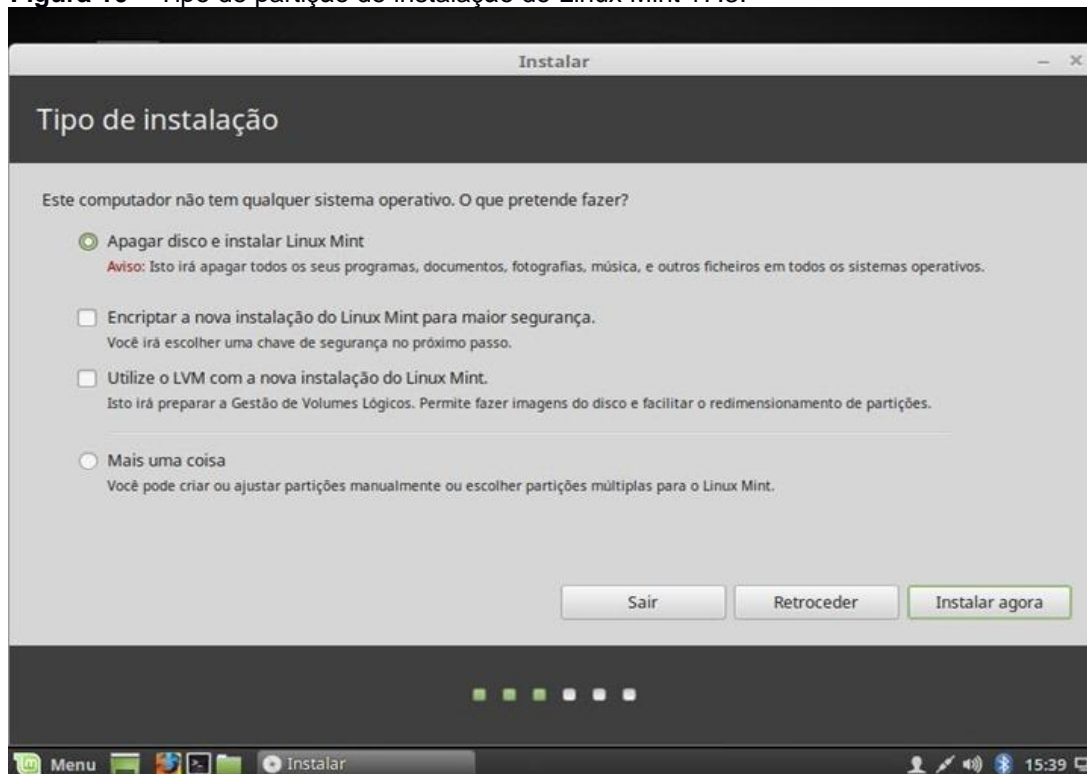 Instalar
Tipo de instalação
Este computador não tem qualquer sistema operativo. O que pretende fazer?
Apagar disco e instalar Linux Mint
Aviso: Isto irá apagar todos os seus programas, documentos, fotografias, música, e outros ficheiros em todos os sistemas operativos.
Encriptar a nova instalação do Linux Mint para maior segurança.
Você irá escolher uma chave de segurança no próximo passo.
Utilize o LVM com a nova instalação do Linux Mint.
Isto irá preparar a Gestão de Volumes Lógicos. Permite fazer imagens do disco e facilitar o redimensionamento de partições.
Mais uma coisa
Você pode criar ou ajustar partições manualmente ou escolher partições múltiplas para o Linux Mint.
Sair Retroceder Instalar agora
Menu Instalar 15:39